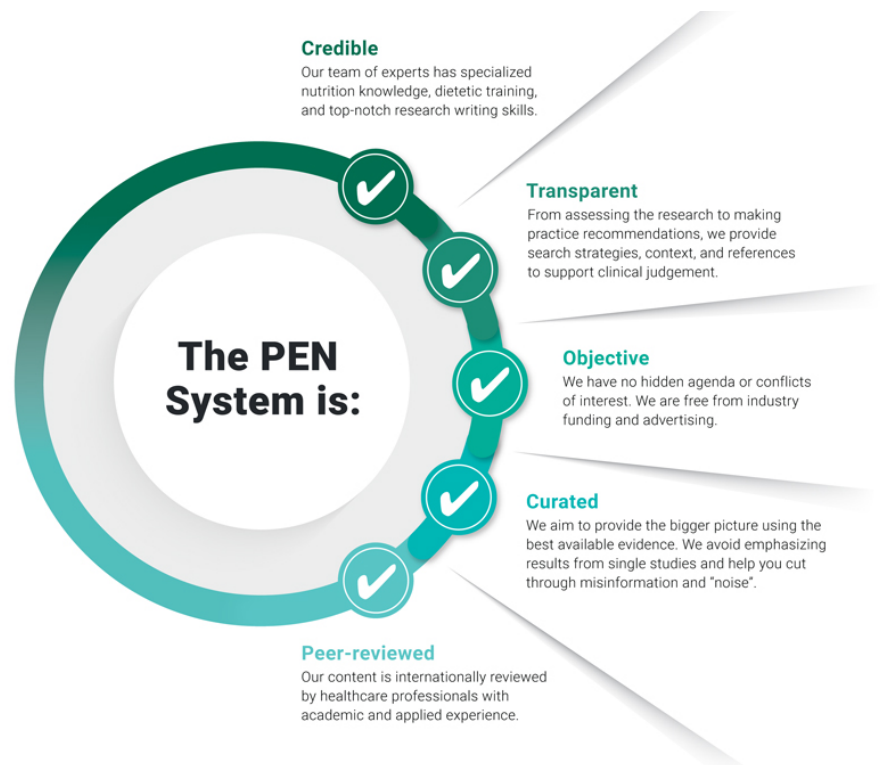 Credible
Our team of experts has specialized
nutrition knowledge, dietetic training,
and top-notch research writing skills.
Transparent
From assessing the research to making
practice recommendations, we provide
search strategies, context, and references
to support clinical judgement.
The PEN
System is:
Objective
We have no hidden agenda or conflicts
of interest. We are free from industry
funding and advertising.
Curated
We aim to provide the bigger picture using the
best available evidence. We avoid emphasizing
results from single studies and help you cut
through misinformation and “noise“.
Peer-reviewed
Our content is internationally reviewed
by healthcare professionals with
academic and applied experience.